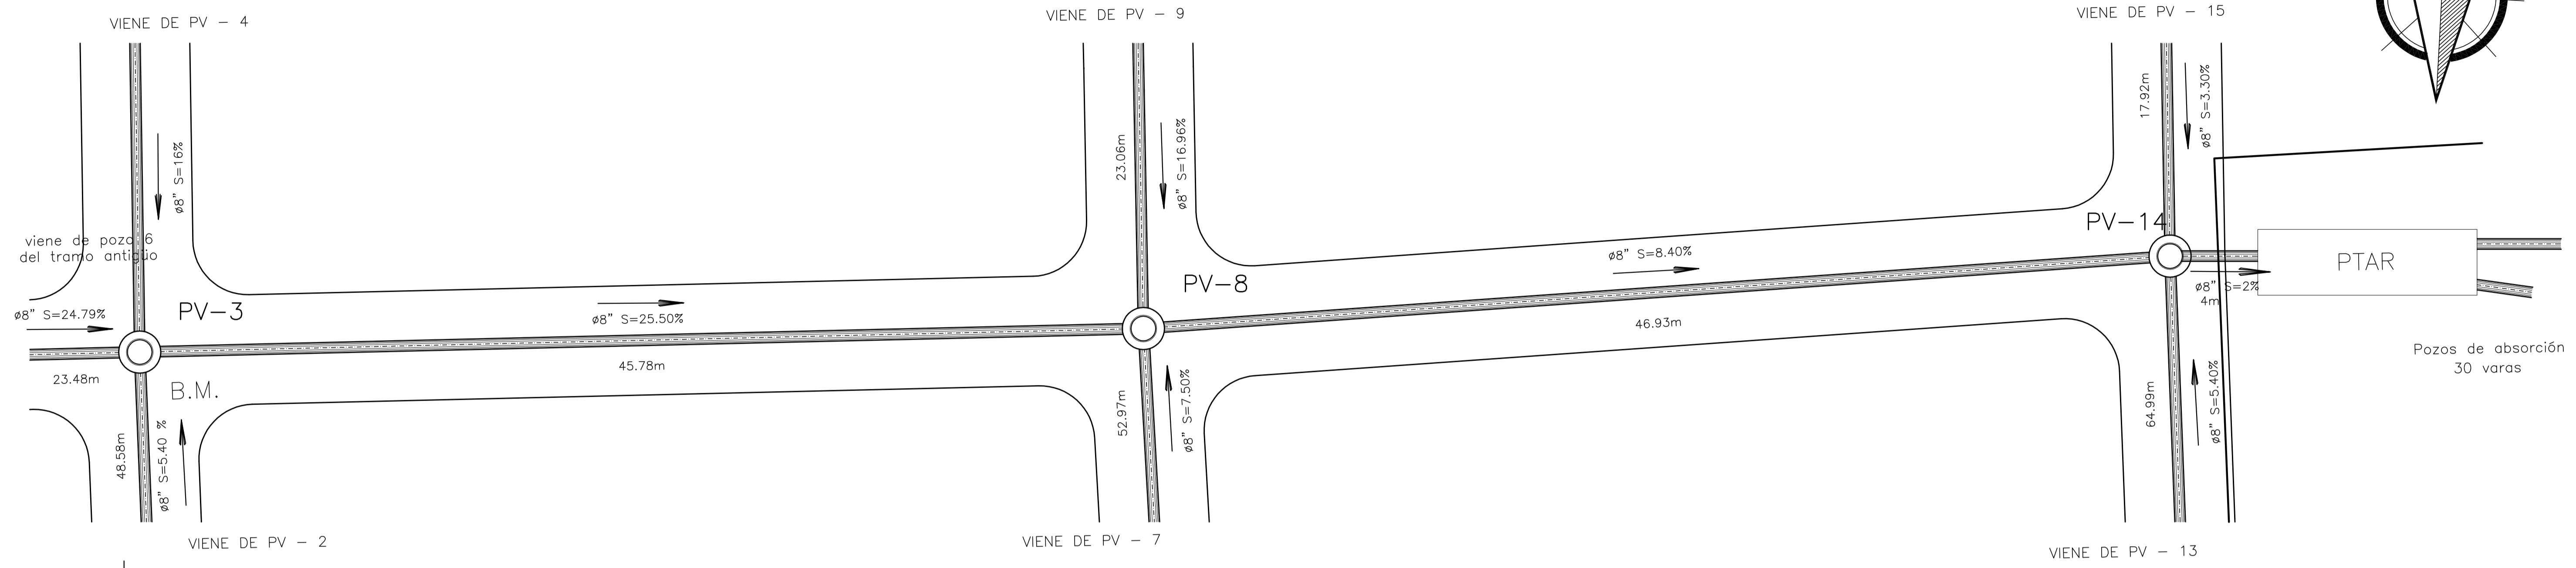 VIENE DE PV - 4
VIENE DE PV - 9
VIENE DE PV - 15
ø8" S=16%
23.06m
ø8" S=16.96%
17.92m
ø8" S=3.30%
viene de pozo 6
del tramo antigüo
PV-3
PV-8
PV-14
ø8" S=24.79%
ø8" S=25.50%
ø8" S=8.40%
ø8" S=2%
4m
PTAR
23.48m
45.78m
46.93m
B.M.
Pozos de absorción
30 varas
48.58m
ø8" S=5.40 %
52.97m
ø8" S=7.50%
64.99m
ø8" S=5.40%
VIENE DE PV - 2
VIENE DE PV - 7
VIENE DE PV - 13